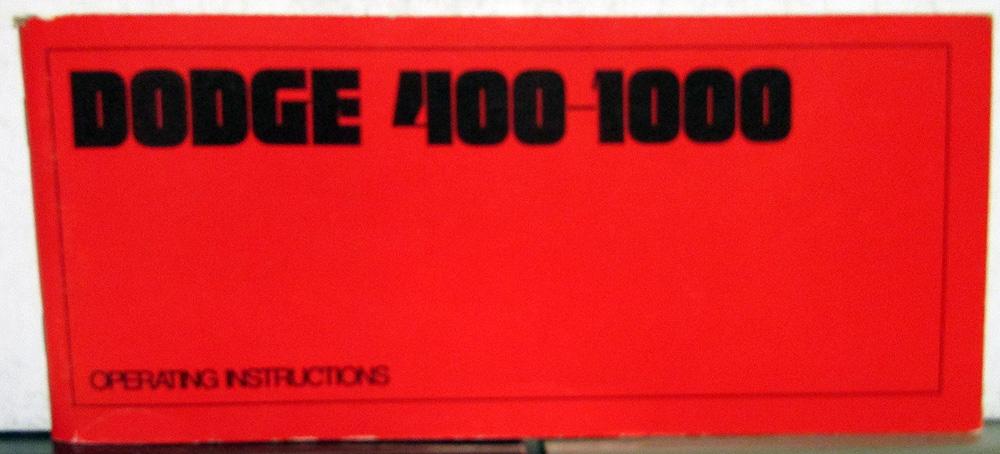 DODGE 400-1000
OPERATING INSTRUCTIONS